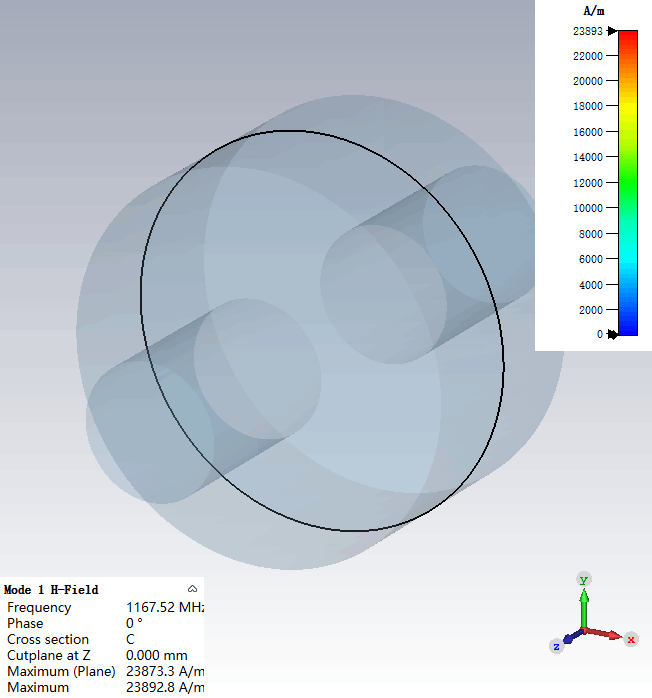 A/m
23893
22000
20000
18000
16000
14000
12000
10000
8000
6000
4000
2000
0
Mode 1 H-Field
Frequency 1167.52 MHz
Phase 0 °
Cross section C
Cutplane at Z 0.000 mm
Maximum (Plane) 23873.3 A/m
Maximum 23892.8 A/m
y
x
z